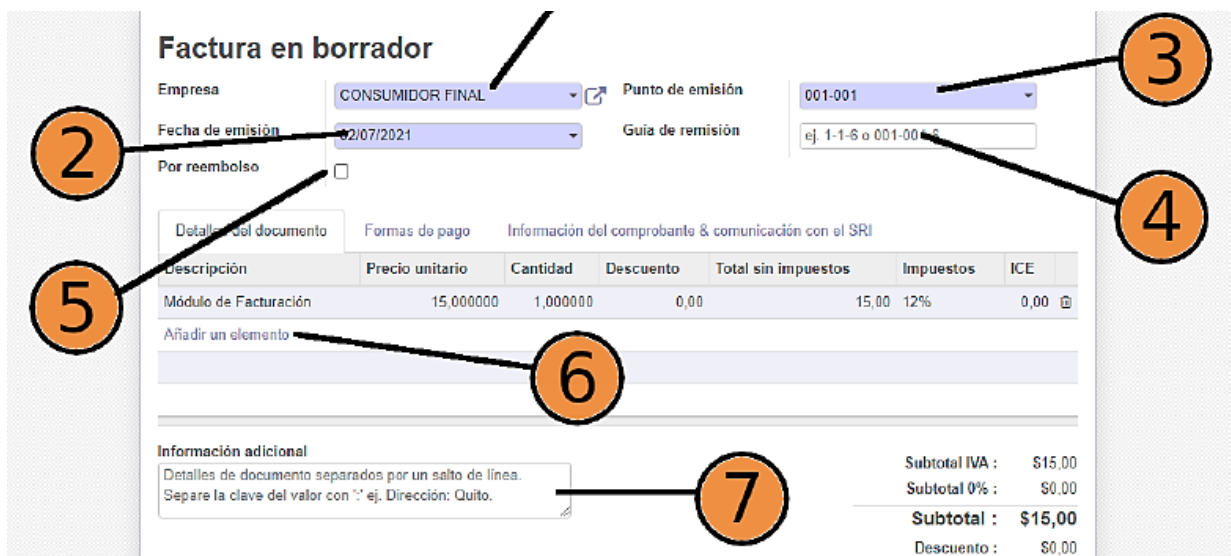 Factura en borrador
Empresa CONSUMIDOR FINAL Punto de emisión 001-001 3
2 Fecha de emisión 02/07/2021 Guía de remisión ej. 1-1-6 o 001-001-6
Por reembolso 4
Detalles del documento Formas de pago Información del comprobante & comunicación con el SRI
Descripción Precio unitario Cantidad Descuento Total sin impuestos Impuestos ICE
5 Módulo de Facturación 15,000000 1,000000 0,00 15,00 12% 0,00
Añadir un elemento
6
Información adicional
Detalles de documento separados por un salto de línea.
Separe la clave del valor con ':' ej. Dirección: Quito.
7
Subtotal IVA : $15,00
Subtotal 0% : $0,00
Subtotal : $15,00
Descuento : $0,00